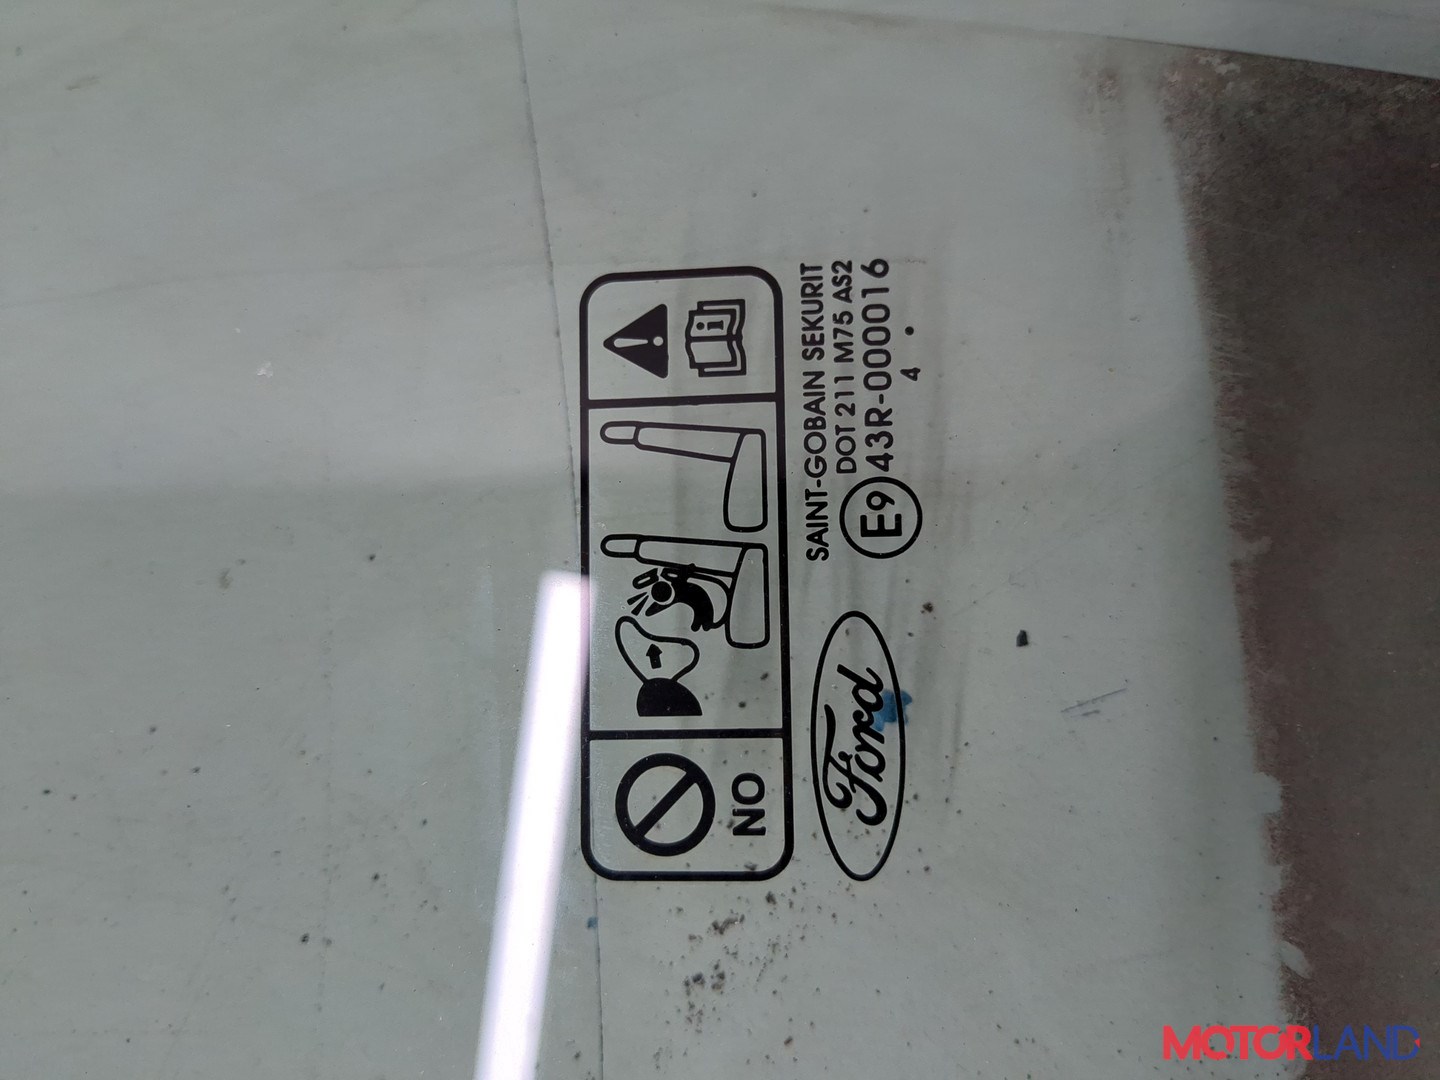 NO
i
Ford
SAINT-GOBAIN SEKURIT
DOT 211 M75 AS2
E9 43R-000016
4 .
MOTORLAND